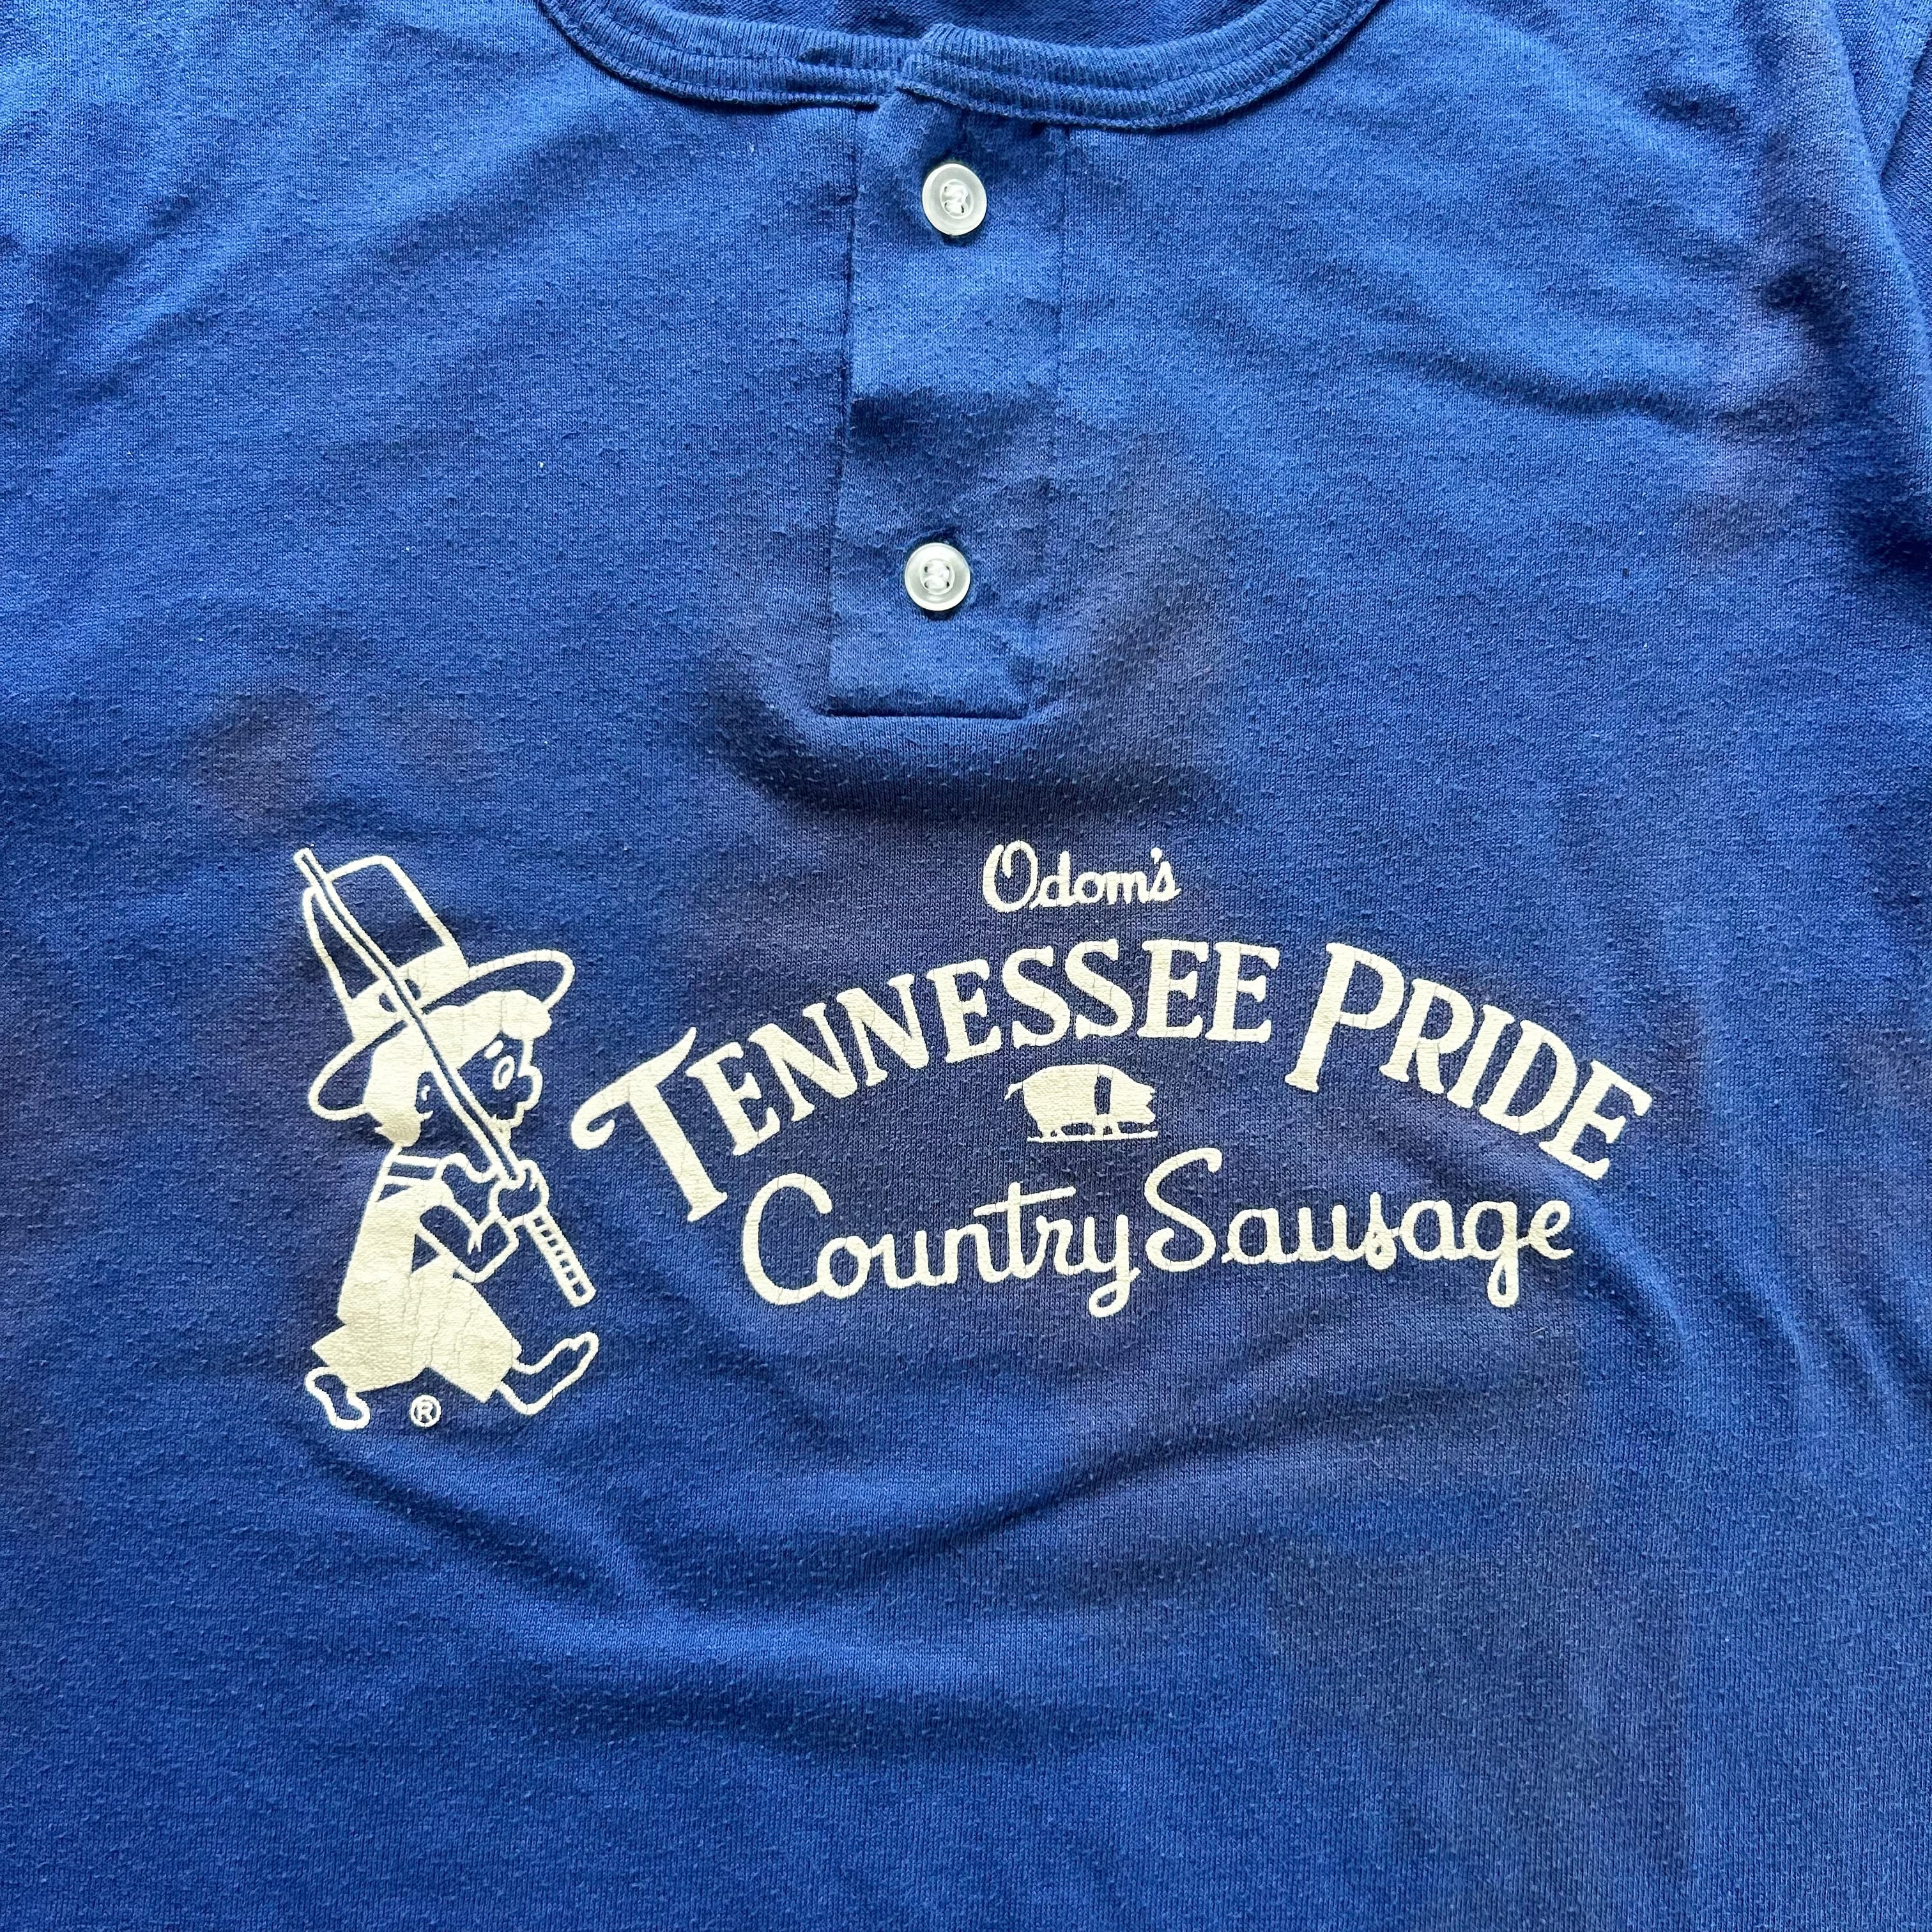 Odom's
TENNESSEE PRIDE
Country Sausage
®